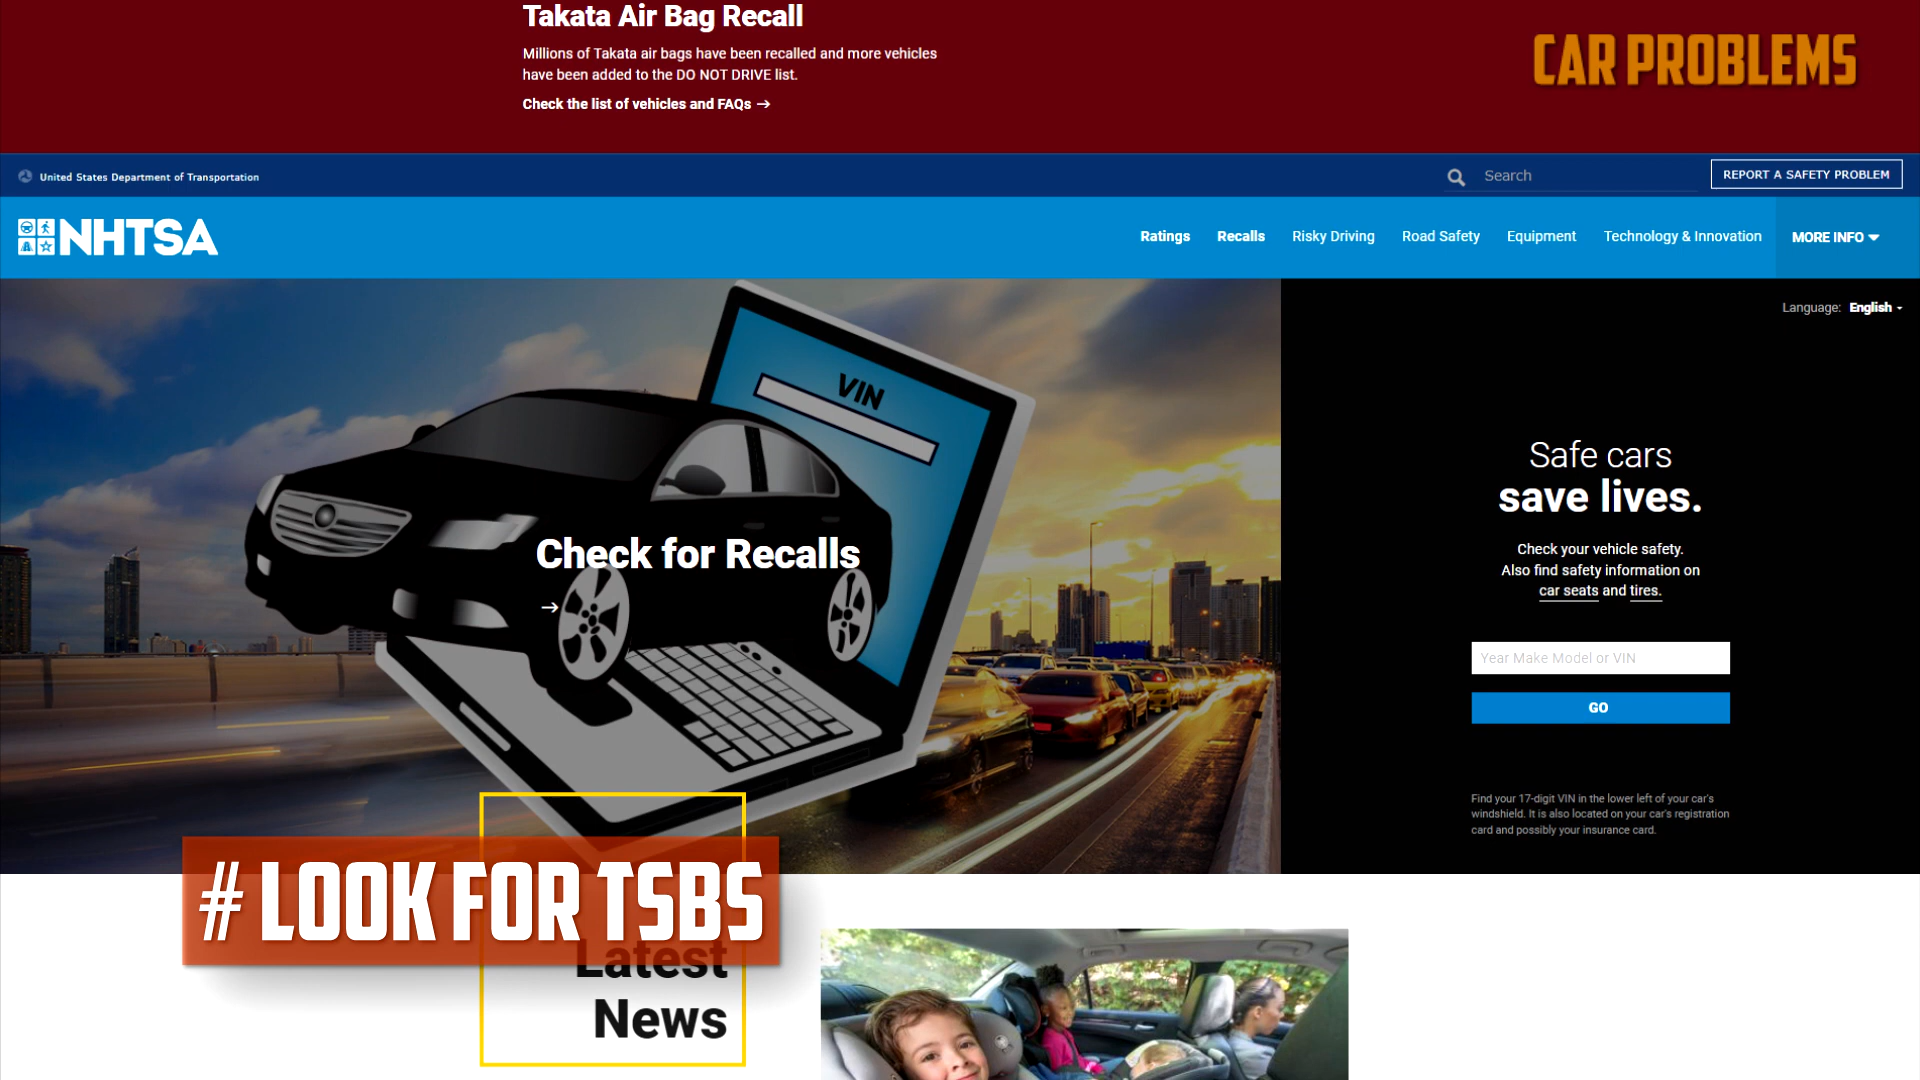 Takata Air Bag Recall
Millions of Takata air bags have been recalled and more vehicles
have been added to the DO NOT DRIVE list.
Check the list of vehicles and FAQs →
CAR PROBLEMS
United States Department of Transportation
Search
REPORT A SAFETY PROBLEM
NHTSA
Ratings
Recalls
Risky Driving
Road Safety
Equipment
Technology & Innovation
MORE INFO
Language: English
VIN
Check for Recalls
→
Safe cars
save lives.
Check your vehicle safety.
Also find safety information on
car seats and tires.
Year Make Model or VIN
GO
Find your 17-digit VIN in the lower left of your car's
windshield. It is also located on your car's registration
card and possibly your insurance card.
# LOOK FOR TSBS
Latest
News